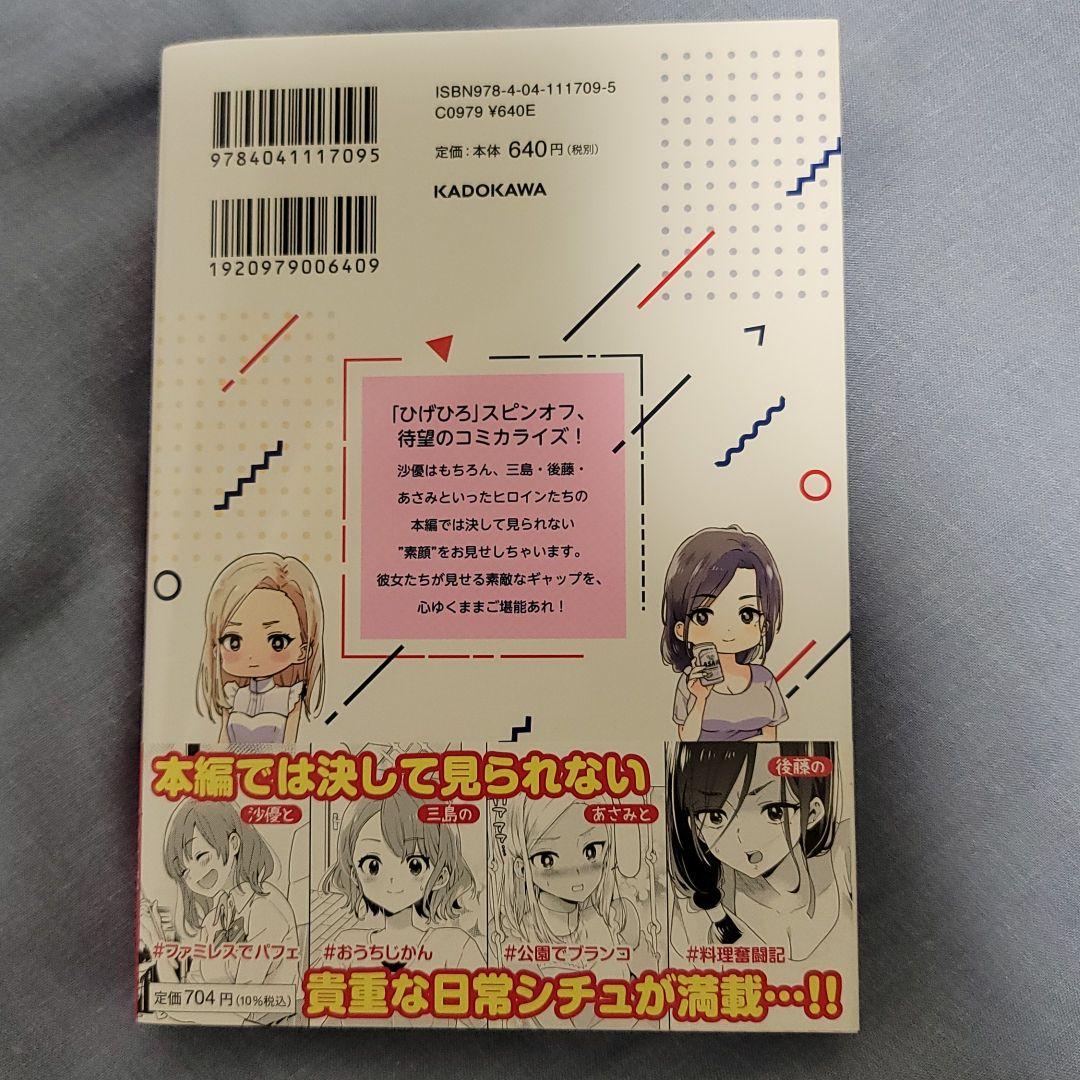 ISBN978-4-04-111709-5
C0979 ¥640E
9784041117095
定価：本体 640円（税別）
KADOKAWA
1920979006409
「ひげひろ」スピンオフ、
待望のコミカライズ！
沙優はもちろん、三島・後藤・
あさみといったヒロインたちの
本編では決して見られない
”素顔”をお見せしちゃいます。
彼女たちが見せる素敵なギャップを、
心ゆくままご堪能あれ！
本編では決して見られない
沙優と
三島の
あさみと
後藤の
#ファミレスでパフェ
#おうちじかん
#公園でブランコ
#料理奮闘記
定価704円（10％税込）
貴重な日常シチュが満載…!!